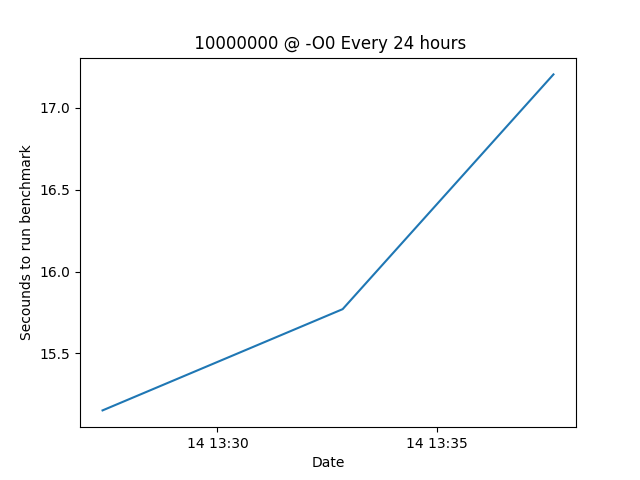 10000000 @ -O0 Every 24 hours
Secounds to run benchmark
17.0
16.5
16.0
15.5
14 13:30
14 13:35
Date